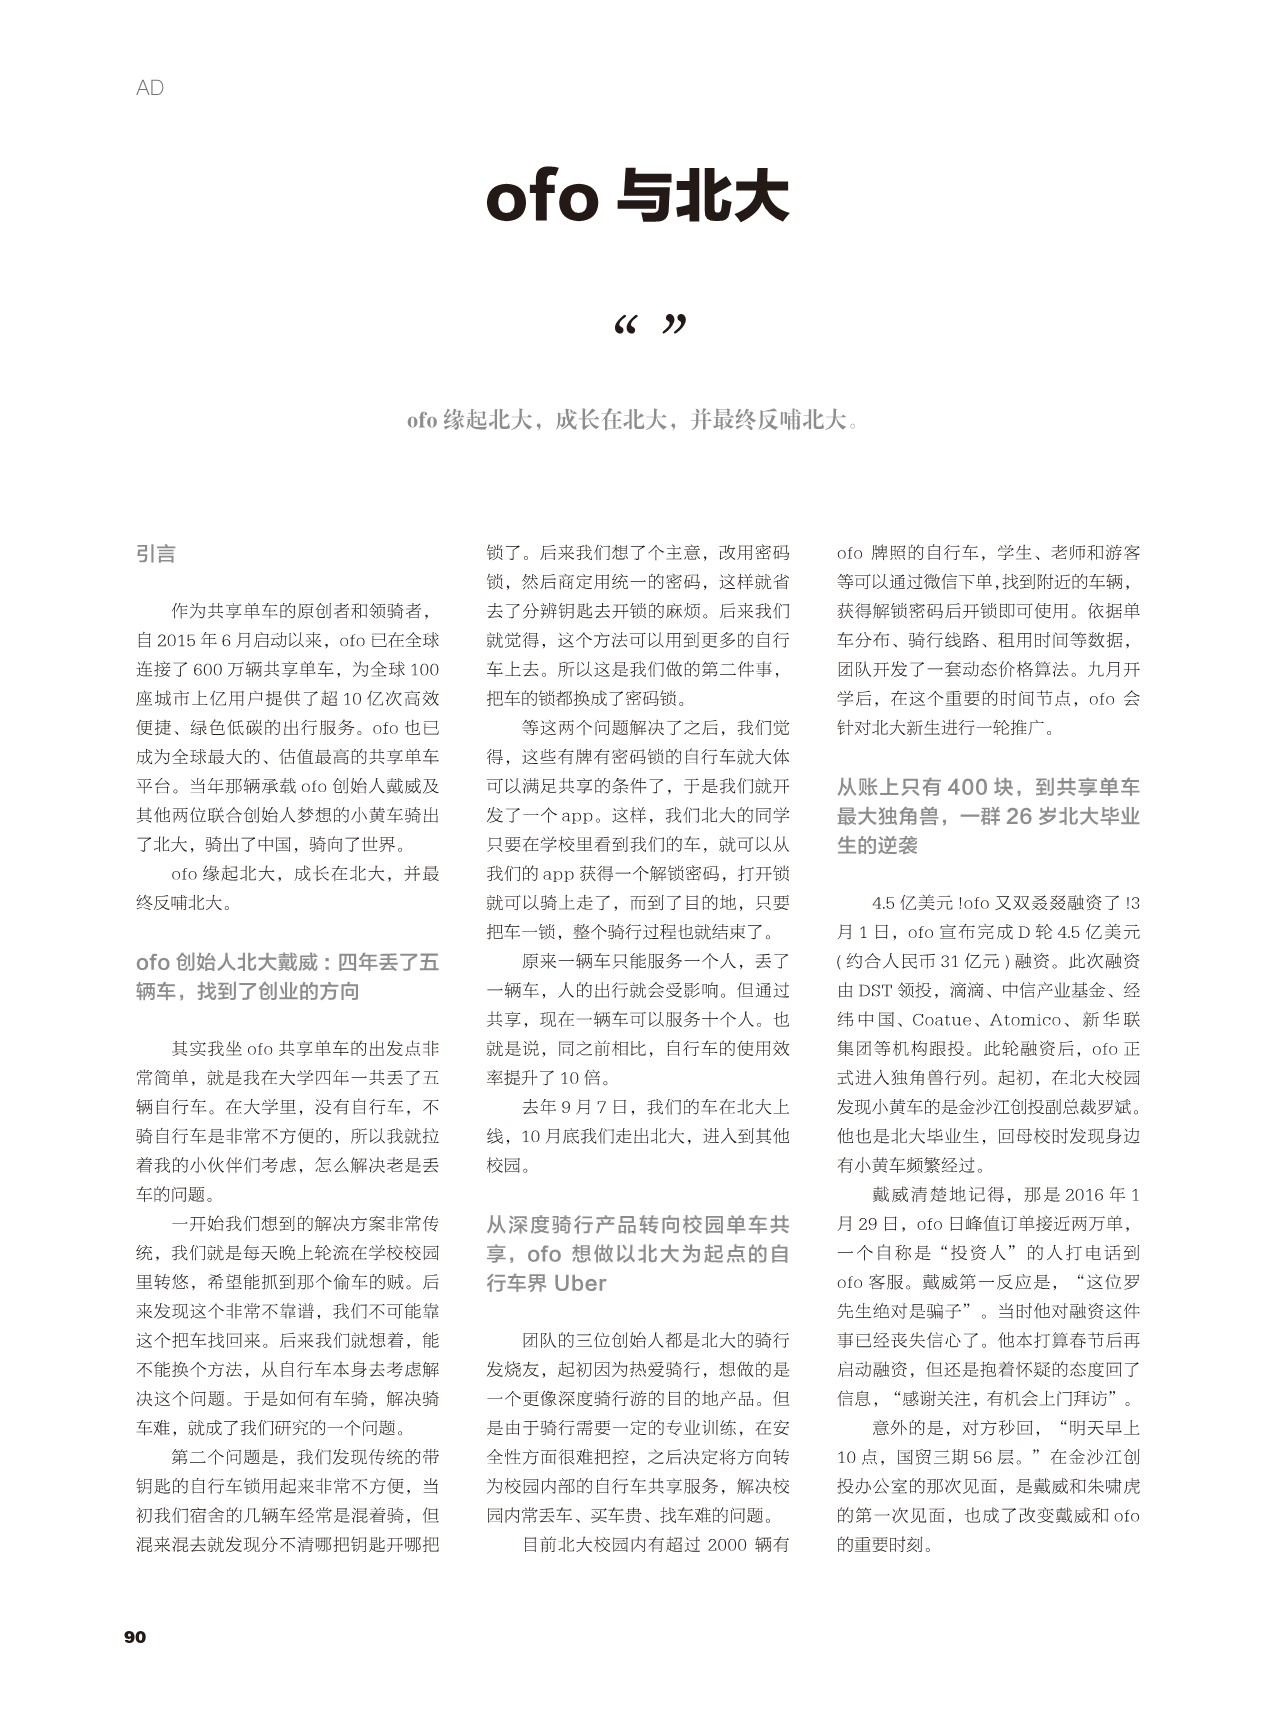 AD
ofo 与北大
“ ”
ofo 缘起北大，成长在北大，并最终反哺北大。
引言
作为共享单车的原创者和领骑者，
自 2015 年 6 月启动以来，ofo 已在全球
连接了 600 万辆共享单车，为全球 100
座城市上亿用户提供了超 10 亿次高效
便捷、绿色低碳的出行服务。ofo 也已
成为全球最大的、估值最高的共享单车
平台。当年那辆承载 ofo 创始人戴威及
其他两位联合创始人梦想的小黄车骑出
了北大，骑出了中国，骑向了世界。
ofo 缘起北大，成长在北大，并最
终反哺北大。
ofo 创始人北大戴威 : 四年丢了五
辆车，找到了创业的方向
其实我坐 ofo 共享单车的出发点非
常简单，就是我在大学四年一共丢了五
辆自行车。在大学里，没有自行车，不
骑自行车是非常不方便的，所以我就拉
着我的小伙伴们考虑，怎么解决老是丢
车的问题。
一开始我们想到的解决方案非常传
统，我们就是每天晚上轮流在学校校园
里转悠，希望能抓到那个偷车的贼。后
来发现这个非常不靠谱，我们不可能靠
这个把车找回来。后来我们就想着，能
不能换个方法，从自行车本身去考虑解
决这个问题。于是如何有车骑，解决骑
车难，就成了我们研究的一个问题。
第二个问题是，我们发现传统的带
钥匙的自行车锁用起来非常不方便，当
初我们宿舍的几辆车经常是混着骑，但
混来混去就发现分不清哪把钥匙开哪把
锁了。后来我们想了个主意，改用密码
锁，然后商定用统一的密码，这样就省
去了分辨钥匙去开锁的麻烦。后来我们
就觉得，这个方法可以用到更多的自行
车上去。所以这是我们做的第二件事，
把车的锁都换成了密码锁。
等这两个问题解决了之后，我们觉
得，这些有牌有密码锁的自行车就大体
可以满足共享的条件了，于是我们就开
发了一个 app。这样，我们北大的同学
只要在学校里看到我们的车，就可以从
我们的 app 获得一个解锁密码，打开锁
就可以骑上走了，而到了目的地，只要
把车一锁，整个骑行过程也就结束了。
原来一辆车只能服务一个人，丢了
一辆车，人的出行就会受影响。但通过
共享，现在一辆车可以服务十个人。也
就是说，同之前相比，自行车的使用效
率提升了 10 倍。
去年 9 月 7 日，我们的车在北大上
线，10 月底我们走出北大，进入到其他
校园。
从深度骑行产品转向校园单车共
享，ofo 想做以北大为起点的自
行车界 Uber
团队的三位创始人都是北大的骑行
发烧友，起初因为热爱骑行，想做的是
一个更像深度骑行游的目的地产品。但
是由于骑行需要一定的专业训练，在安
全性方面很难把控，之后决定将方向转
为校园内部的自行车共享服务，解决校
园内常丢车、买车贵、找车难的问题。
目前北大校园内有超过 2000 辆有
ofo 牌照的自行车，学生、老师和游客
等可以通过微信下单,找到附近的车辆，
获得解锁密码后开锁即可使用。依据单
车分布、骑行线路、租用时间等数据，
团队开发了一套动态价格算法。九月开
学后，在这个重要的时间节点，ofo 会
针对北大新生进行一轮推广。
从账上只有 400 块，到共享单车
最大独角兽，一群 26 岁北大毕业
生的逆袭
4.5 亿美元 !ofo 又双叒叕融资了 !3
月 1 日，ofo 宣布完成 D 轮 4.5 亿美元
( 约合人民币 31 亿元 ) 融资。此次融资
由 DST 领投，滴滴、中信产业基金、经
纬中国、Coatue、Atomico、新华联
集团等机构跟投。此轮融资后，ofo 正
式进入独角兽行列。起初，在北大校园
发现小黄车的是金沙江创投副总裁罗斌。
他也是北大毕业生，回母校时发现身边
有小黄车频繁经过。
戴威清楚地记得，那是 2016 年 1
月 29 日，ofo 日峰值订单接近两万单，
一个自称是“投资人”的人打电话到
ofo 客服。戴威第一反应是，“这位罗
先生绝对是骗子”。当时他对融资这件
事已经丧失信心了。他本打算春节后再
启动融资，但还是抱着怀疑的态度回了
信息，“感谢关注，有机会上门拜访”。
意外的是，对方秒回，“明天早上
10 点，国贸三期 56 层。”在金沙江创
投办公室的那次见面，是戴威和朱啸虎
的第一次见面，也成了改变戴威和 ofo
的重要时刻。
90